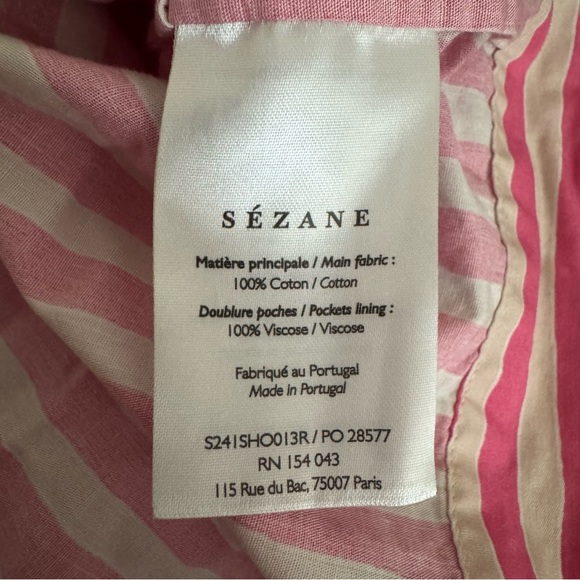 SÉZANE
Matière principale / Main fabric :
100% Coton / Cotton
Doublure poches / Pockets lining :
100% Viscose / Viscose
Fabriqué au Portugal
Made in Portugal
S241SHO013R / PO 28577
RN 154 043
115 Rue du Bac, 75007 Paris